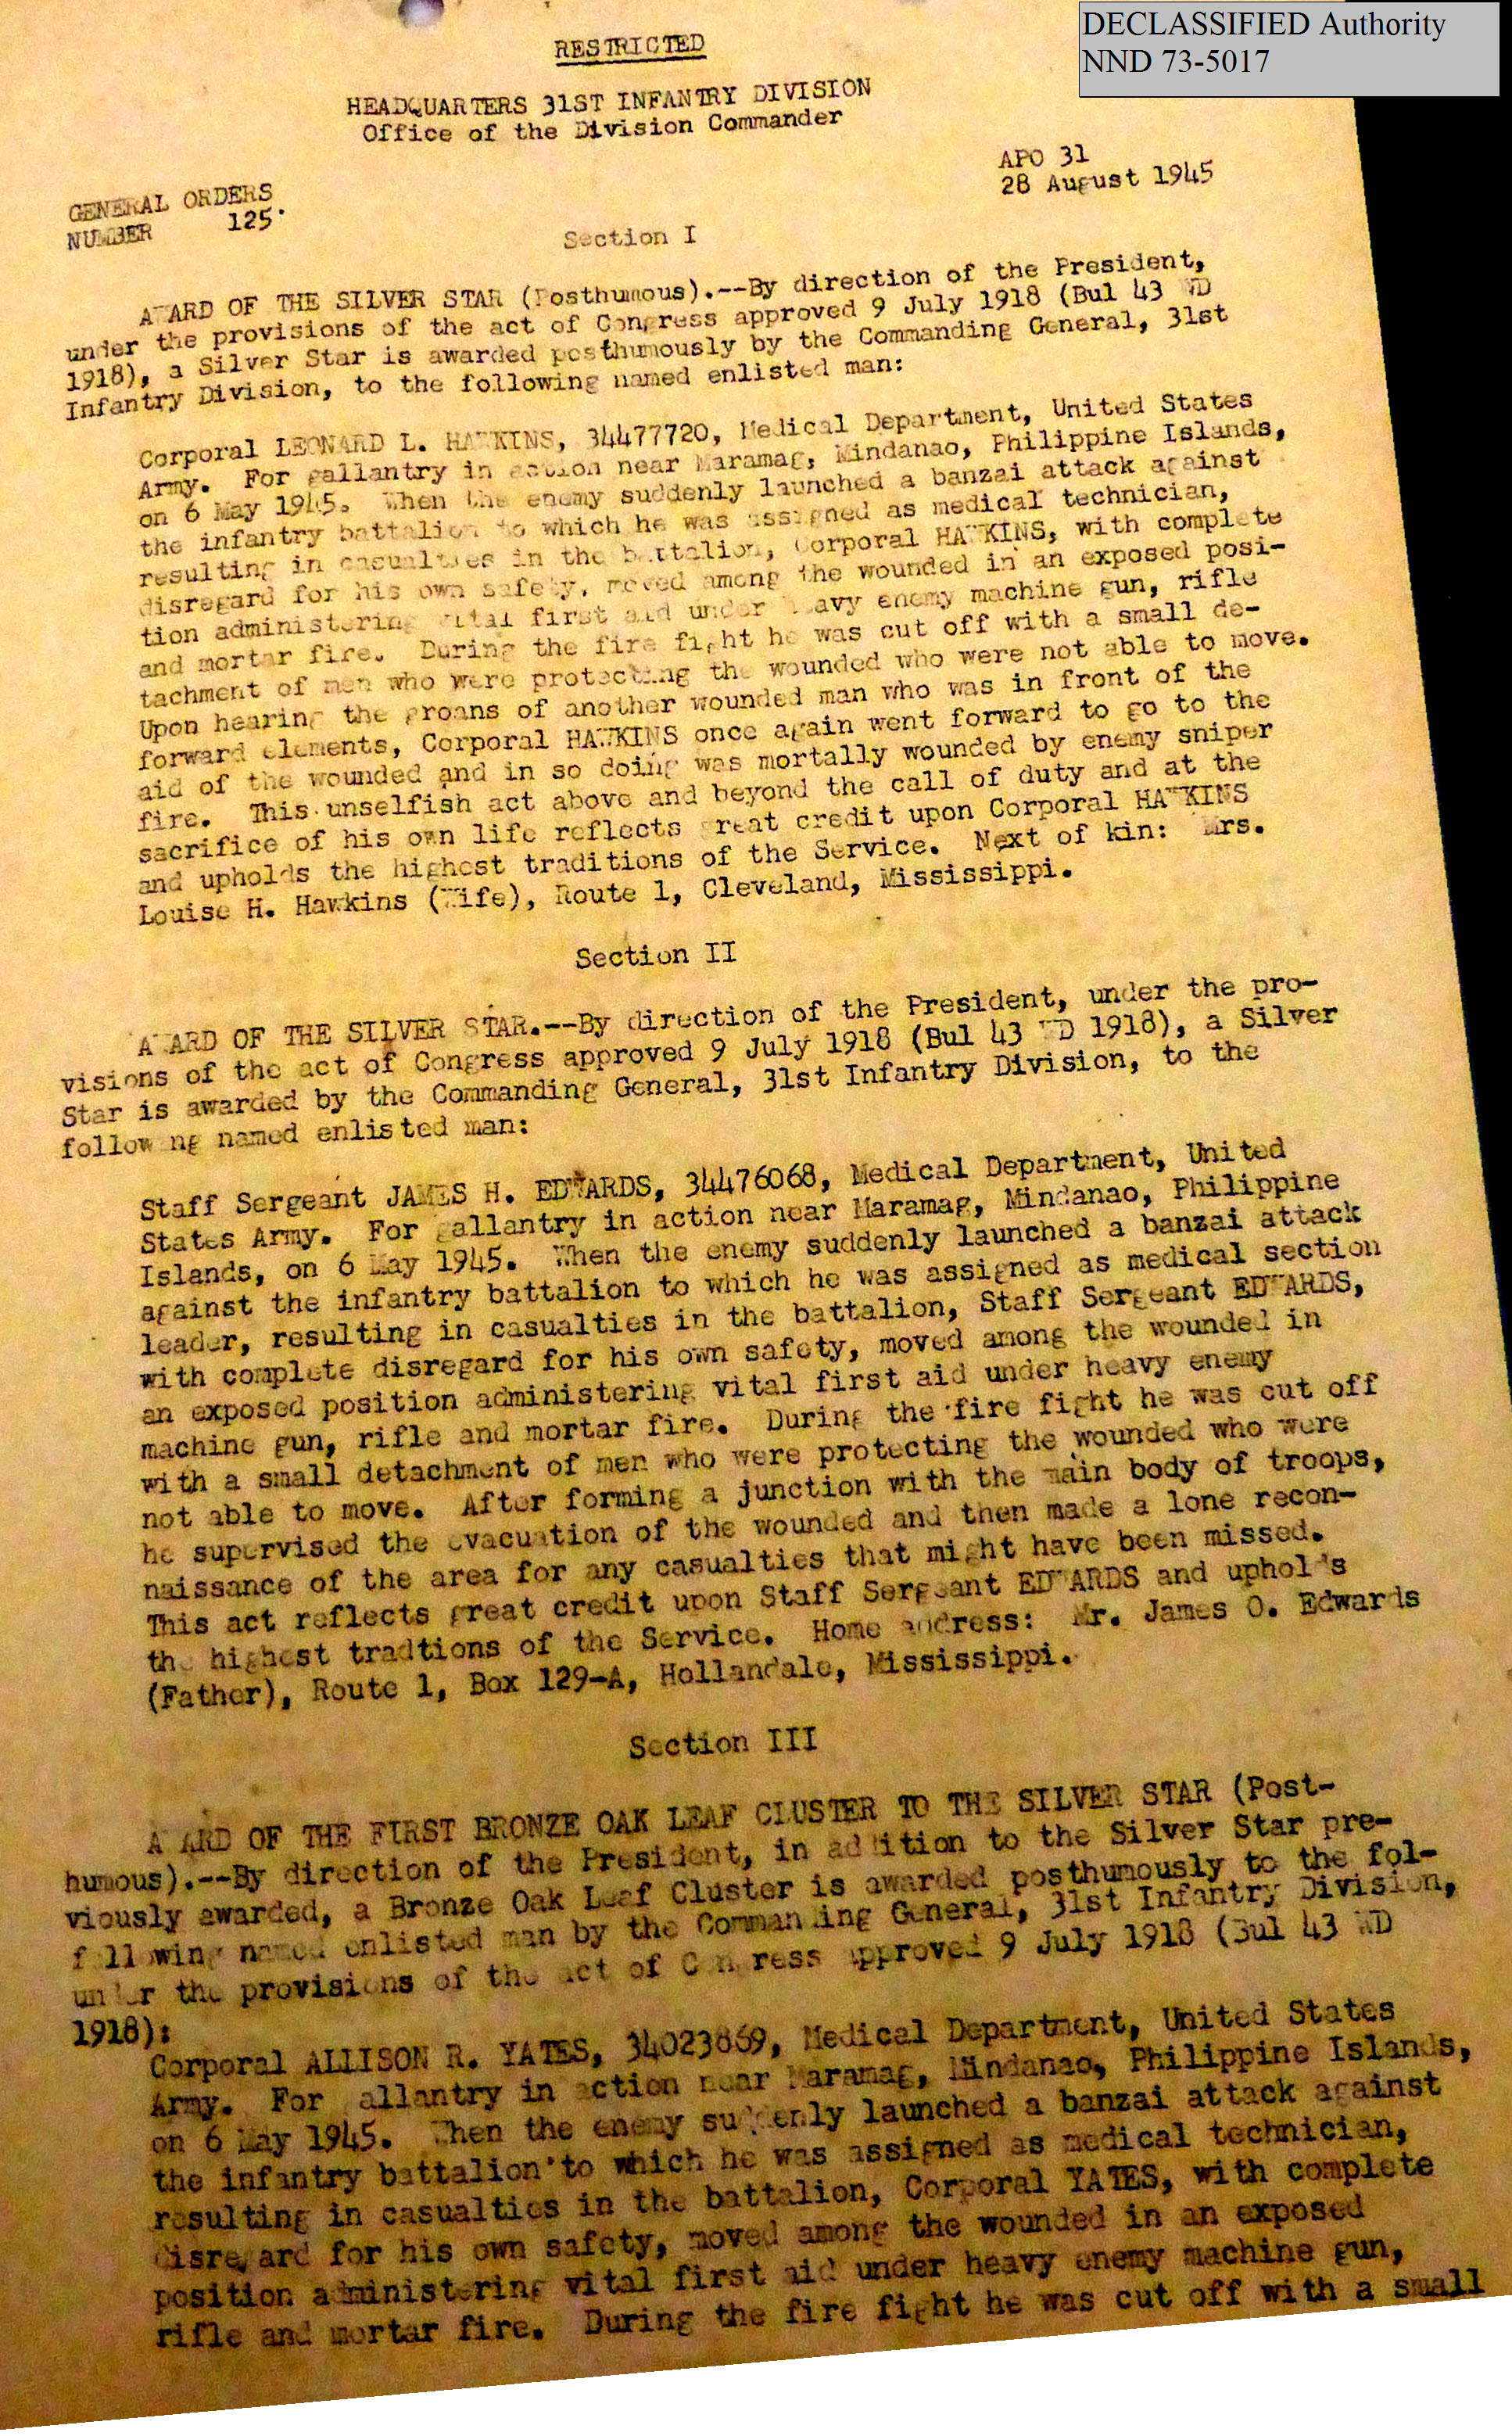 DECLASSIFIED Authority
NND 73-5017
RESTRICTED
HEADQUARTERS 31ST INFANTRY DIVISION
Office of the Division Commander
APO 31
28 August 1945
GENERAL ORDERS
NUMBER 125
Section I
AWARD OF THE SILVER STAR (Posthumous).--By direction of the President,
under the provisions of the act of Congress approved 9 July 1918 (Bul 43 WD
1918), a Silver Star is awarded posthumously by the Commanding General, 31st
Infantry Division, to the following named enlisted man:
Corporal LEONARD L. HAWKINS, 34477720, Medical Department, United States
Army. For gallantry in action near Maramag, Mindanao, Philippine Islands,
on 6 May 1945. When the enemy suddenly launched a banzai attack against
the infantry battalion to which he was assigned as medical technician,
resulting in casualties in the battalion, Corporal HAWKINS, with complete
disregard for his own safety, moved among the wounded in an exposed posi-
tion administering vital first aid under heavy enemy machine gun, rifle
and mortar fire. During the fire fight he was cut off with a small de-
tachment of men who were protecting the wounded who were not able to move.
Upon hearing the groans of another wounded man who was in front of the
forward elements, Corporal HAWKINS once again went forward to go to the
aid of the wounded and in so doing was mortally wounded by enemy sniper
fire. This unselfish act above and beyond the call of duty and at the
sacrifice of his own life reflects great credit upon Corporal HAWKINS
and upholds the highest traditions of the Service. Next of kin: Mrs.
Louise H. Hawkins (Wife), Route 1, Cleveland, Mississippi.
Section II
AWARD OF THE SILVER STAR.--By direction of the President, under the pro-
visions of the act of Congress approved 9 July 1918 (Bul 43 WD 1918), a Silver
Star is awarded by the Commanding General, 31st Infantry Division, to the
following named enlisted man:
Staff Sergeant JAMES H. EDWARDS, 34476068, Medical Department, United
States Army. For gallantry in action near Maramag, Mindanao, Philippine
Islands, on 6 May 1945. When the enemy suddenly launched a banzai attack
against the infantry battalion to which he was assigned as medical section
leader, resulting in casualties in the battalion, Staff Sergeant EDWARDS,
with complete disregard for his own safety, moved among the wounded in
an exposed position administering vital first aid under heavy enemy
machine gun, rifle and mortar fire. During the fire fight he was cut off
with a small detachment of men who were protecting the wounded who were
not able to move. After forming a junction with the main body of troops,
he supervised the evacuation of the wounded and then made a lone recon-
naissance of the area for any casualties that might have been missed.
This act reflects great credit upon Staff Sergeant EDWARDS and upholds
the highest tradtions of the Service. Home address: Mr. James O. Edwards
(Father), Route 1, Box 129-A, Hollandale, Mississippi.
Section III
AWARD OF THE FIRST BRONZE OAK LEAF CLUSTER TO THE SILVER STAR (Post-
humous).--By direction of the President, in addition to the Silver Star pre-
viously awarded, a Bronze Oak Leaf Cluster is awarded posthumously to the fol-
following named enlisted man by the Commanding General, 31st Infantry Division,
under the provisions of the act of Congress approved 9 July 1918 (Bul 43 WD
1918):
Corporal ALLISON R. YATES, 34023869, Medical Department, United States
Army. For gallantry in action near Maramag, Mindanao, Philippine Islands,
on 6 May 1945. When the enemy suddenly launched a banzai attack against
the infantry battalion to which he was assigned as medical technician,
resulting in casualties in the battalion, Corporal YATES, with complete
disregard for his own safety, moved among the wounded in an exposed
position administering vital first aid under heavy enemy machine gun,
rifle and mortar fire. During the fire fight he was cut off with a small